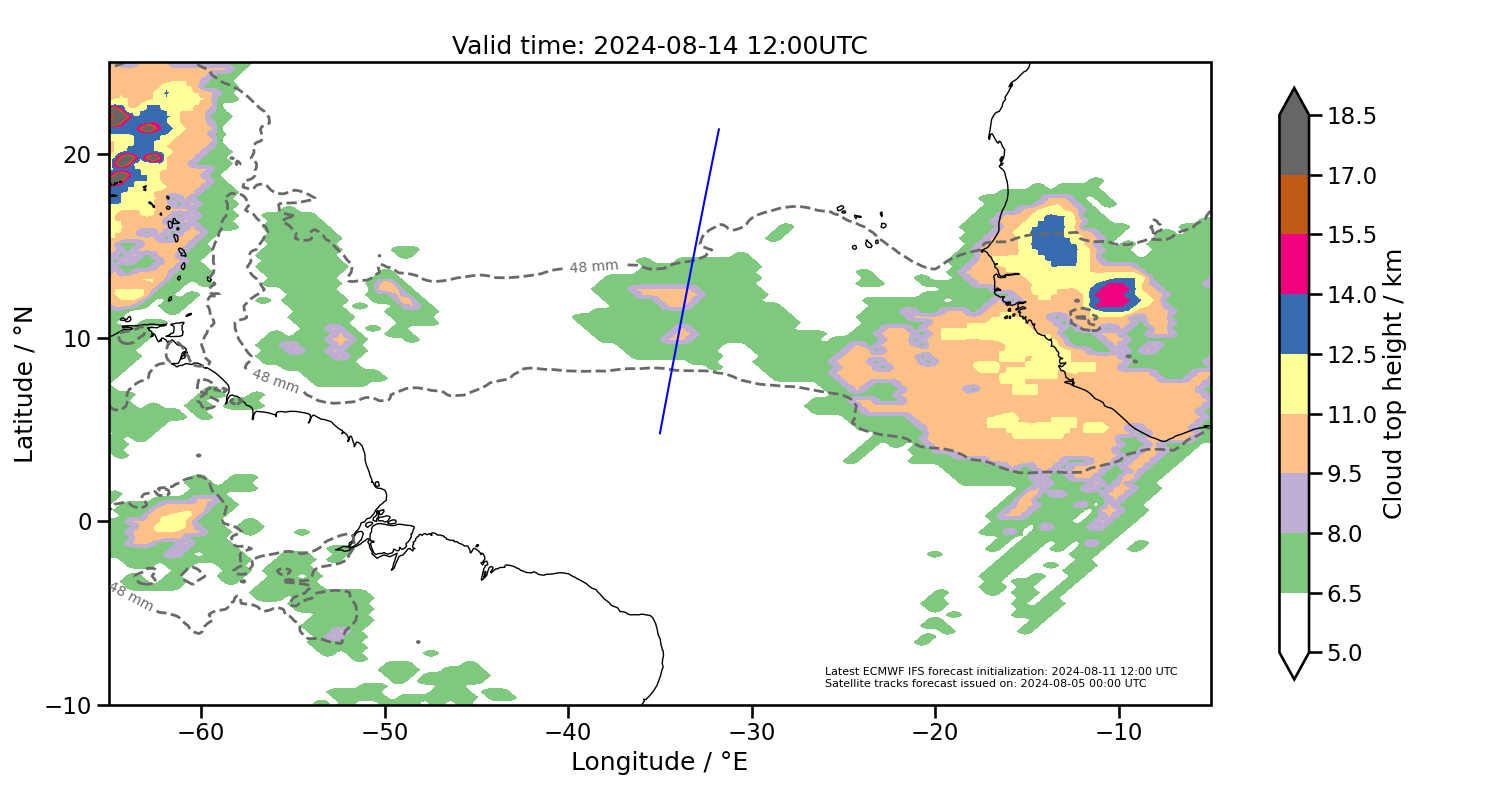 Valid time: 2024-08-14 12:00UTC
Latitude / °N
20
10
0
−10
48 mm
48 mm
48 mm
Latest ECMWF IFS forecast initialization: 2024-08-11 12:00 UTC
Satellite tracks forecast issued on: 2024-08-05 00:00 UTC
−60
−50
−40
−30
−20
−10
Longitude / °E
18.5
17.0
15.5
14.0
12.5
11.0
9.5
8.0
6.5
5.0
Cloud top height / km